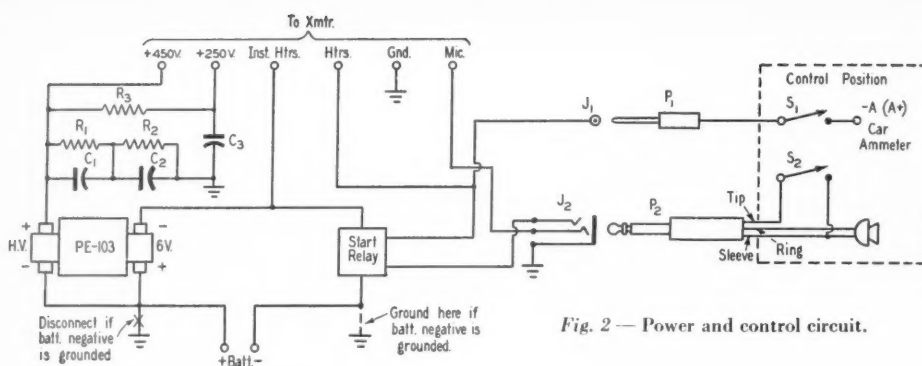 To Xmtr.
+450V. +250V. Inst. Htrs. Htrs. Gnd. Mic.
Control Position
R3
J1
P1
S1
-A (A+)
Car
Ammeter
R1 R2
C3
C1 C2
S2
J2
P2
Tip
+ -
H.V. PE-103 6V.
- +
Start
Relay
Ring
Sleeve
Disconnect if
batt. negative
is grounded
X
+Batt.-
Ground here if
batt. negative is
grounded.
Fig. 2 — Power and control circuit.